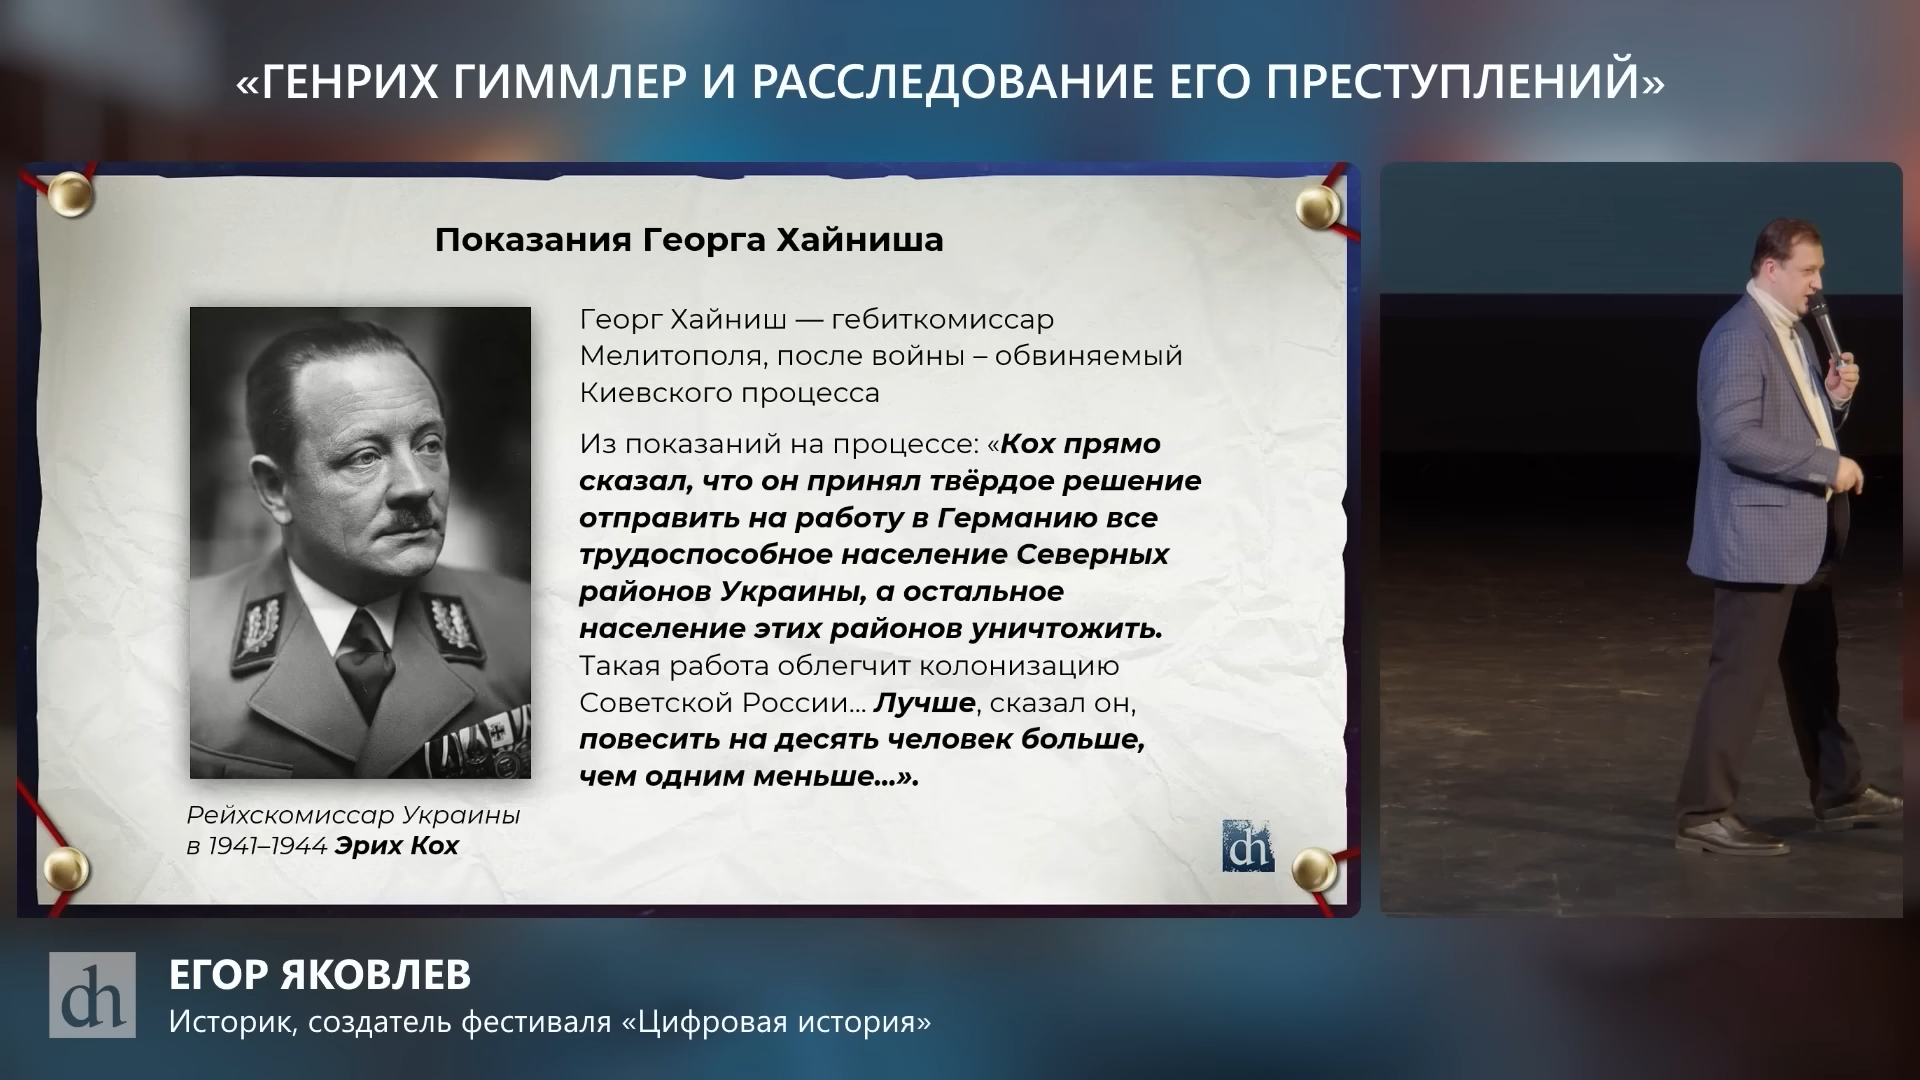 «ГЕНРИХ ГИММЛЕР И РАССЛЕДОВАНИЕ ЕГО ПРЕСТУПЛЕНИЙ»
Показания Георга Хайниша
Георг Хайниш — гебиткомиссар
Мелитополя, после войны – обвиняемый
Киевского процесса
Из показаний на процессе: «Кох прямо
сказал, что он принял твёрдое решение
отправить на работу в Германию все
трудоспособное население Северных
районов Украины, а остальное
население этих районов уничтожить.
Такая работа облегчит колонизацию
Советской России... Лучше, сказал он,
повесить на десять человек больше,
чем одним меньше...».
Рейхскомиссар Украины
в 1941–1944 Эрих Кох
dh
dh
ЕГОР ЯКОВЛЕВ
Историк, создатель фестиваля «Цифровая история»